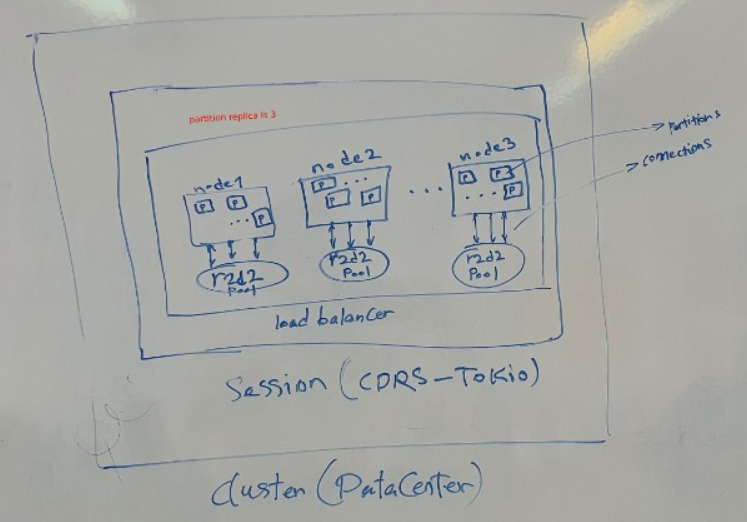 partition replica is 3
node1
node2
node3
P P ... P
P ... P P
P P ... P
...
partitions
connections
r2d2
Pool
r2d2
Pool
r2d2
Pool
load balancer
Session (CDRS-Tokio)
cluster (DataCenter)